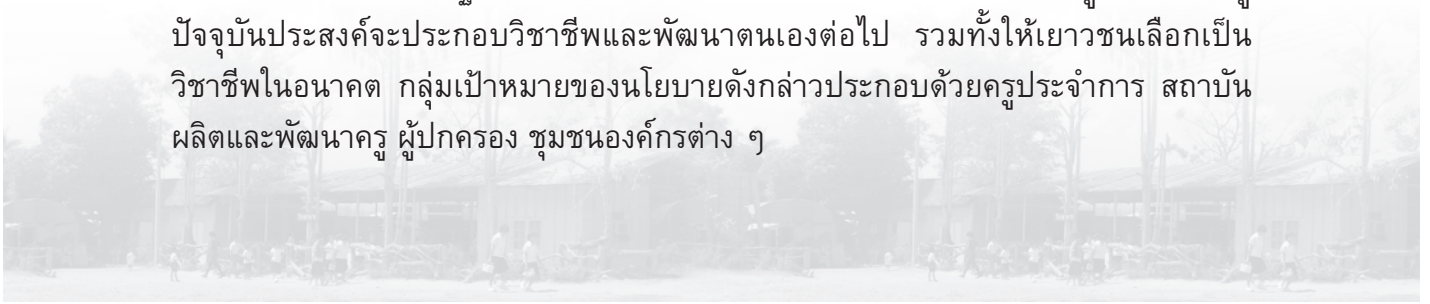 ปัจจุบันประสงค์จะประกอบวิชาชีพและพัฒนาตนเองต่อไป รวมทั้งให้เยาวชนเลือกเป็น
วิชาชีพในอนาคต กลุ่มเป้าหมายของนโยบายดังกล่าวประกอบด้วยครูประจำการ สถาบัน
ผลิตและพัฒนาครู ผู้ปกครอง ชุมชนองค์กรต่าง ๆ